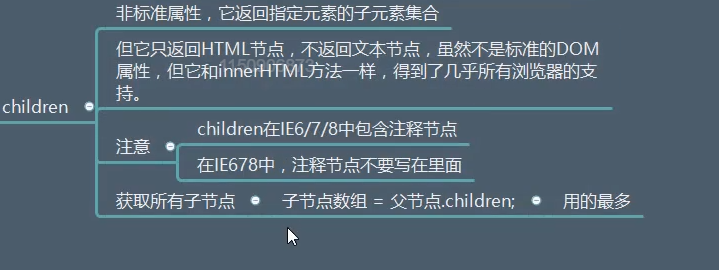 非标准属性，它返回指定元素的子元素集合
但它只返回HTML节点，不返回文本节点，虽然不是标准的DOM
属性，但它和innerHTML方法一样，得到了几乎所有浏览器的支
持。
children
注意
children在IE6/7/8中包含注释节点
在IE678中，注释节点不要写在里面
获取所有子节点
子节点数组 = 父节点.children;
用的最多